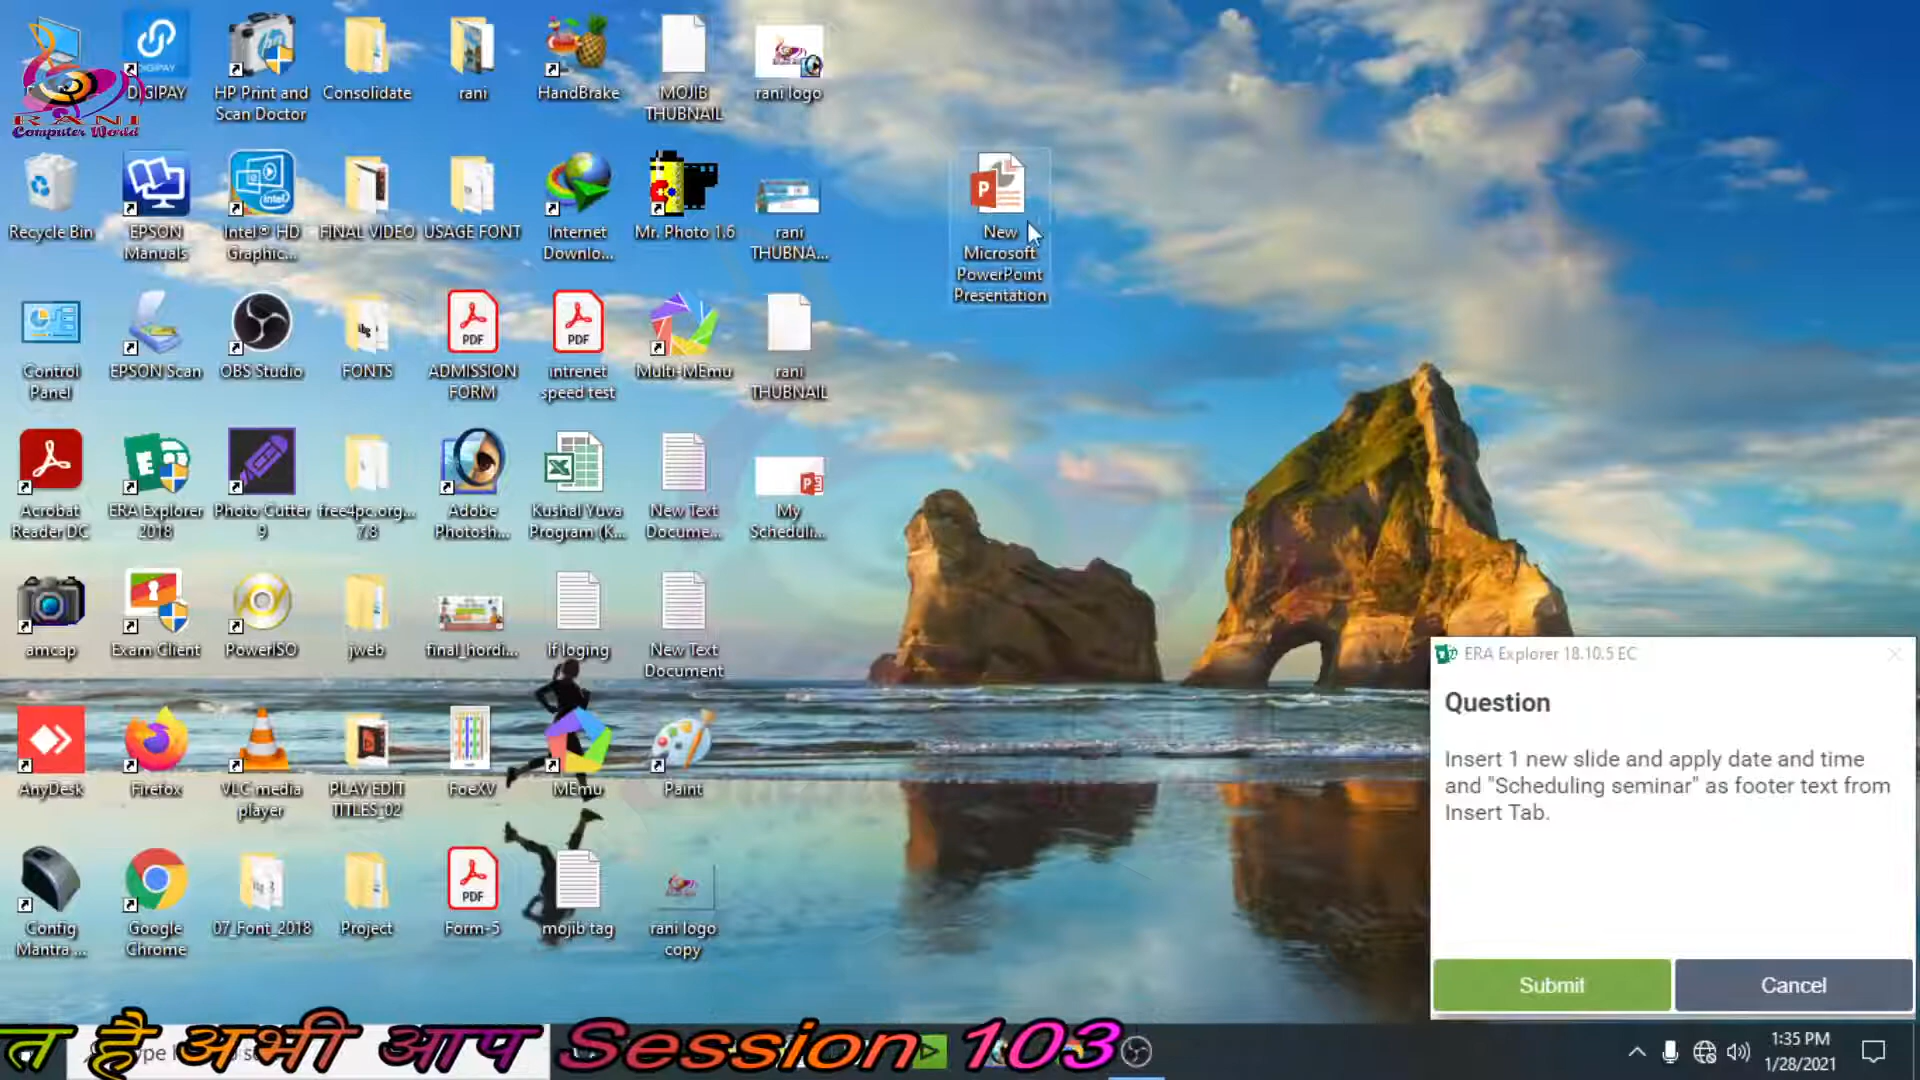 DIGIPAY
HP Print and
Scan Doctor
Consolidate
rani
HandBrake
MOJIB
THUBNAIL
rani logo
RANI
Computer World
Recycle Bin
EPSON
Manuals
Intel® HD
Graphic...
FINAL VIDEO
USAGE FONT
Internet
Downlo...
Mr. Photo 1.6
rani
THUBNA...
New
Microsoft
PowerPoint
Presentation
Control
Panel
EPSON Scan
OBS Studio
FONTS
ADMISSION
FORM
intrenet
speed test
Multi-MEmu
rani
THUBNAIL
Acrobat
Reader DC
ERA Explorer
2018
Photo Cutter
9
free4pc.org...
7.8
Adobe
Photosh...
Kushal Yuva
Program (K...
New Text
Docume...
My
Scheduli...
amcap
Exam Client
PowerISO
jweb
final_hordi...
If loging
New Text
Document
AnyDesk
Firefox
VLC media
player
PLAY EDIT
TITLES_02
FoeXV
MEmu
Paint
Config
Mantra ...
Google
Chrome
07_Font_2018
Project
PDF
Form-5
mojib tag
rani logo
copy
ERA Explorer 18.10.5 EC
Question
Insert 1 new slide and apply date and time
and "Scheduling seminar" as footer text from
Insert Tab.
Submit
Cancel
त है अभी आप Session 103
1:35 PM
1/28/2021